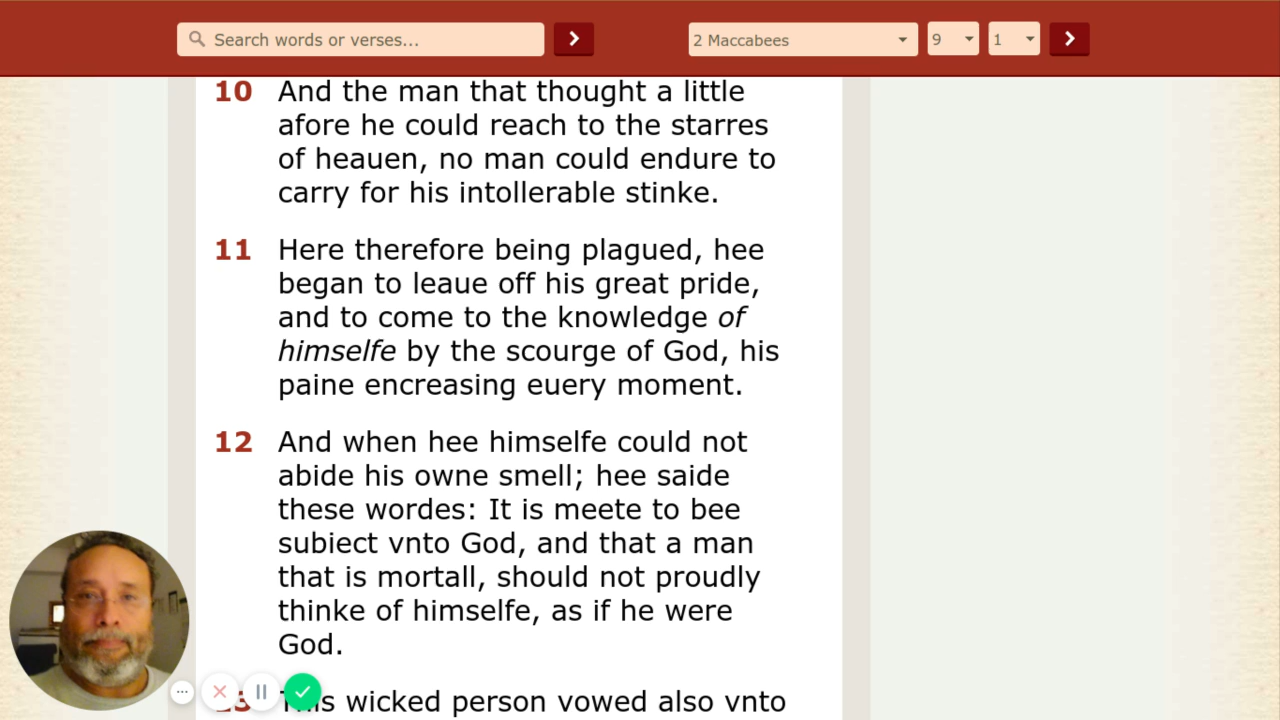 Search words or verses...
2 Maccabees
9
1
10 And the man that thought a little
afore he could reach to the starres
of heauen, no man could endure to
carry for his intollerable stinke.
11 Here therefore being plagued, hee
began to leaue off his great pride,
and to come to the knowledge of
himselfe by the scourge of God, his
paine encreasing euery moment.
12 And when hee himselfe could not
abide his owne smell; hee saide
these wordes: It is meete to bee
subiect vnto God, and that a man
that is mortall, should not proudly
thinke of himselfe, as if he were
God.
13 This wicked person vowed also vnto